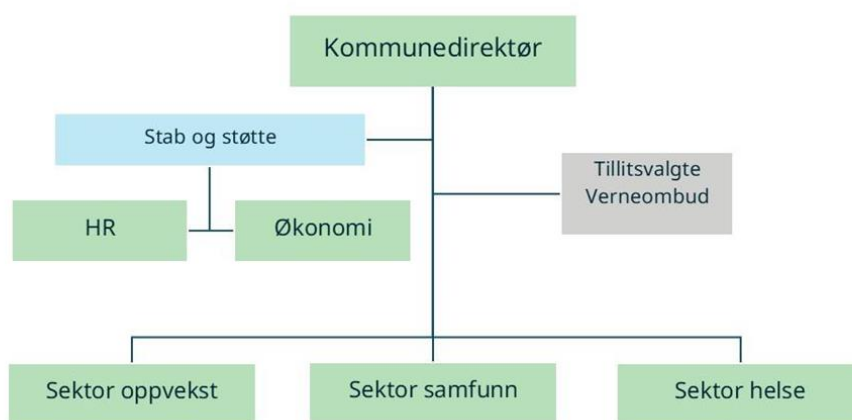 Kommunedirektør
Stab og støtte
Tillitsvalgte
Verneombud
HR
Økonomi
Sektor oppvekst
Sektor samfunn
Sektor helse